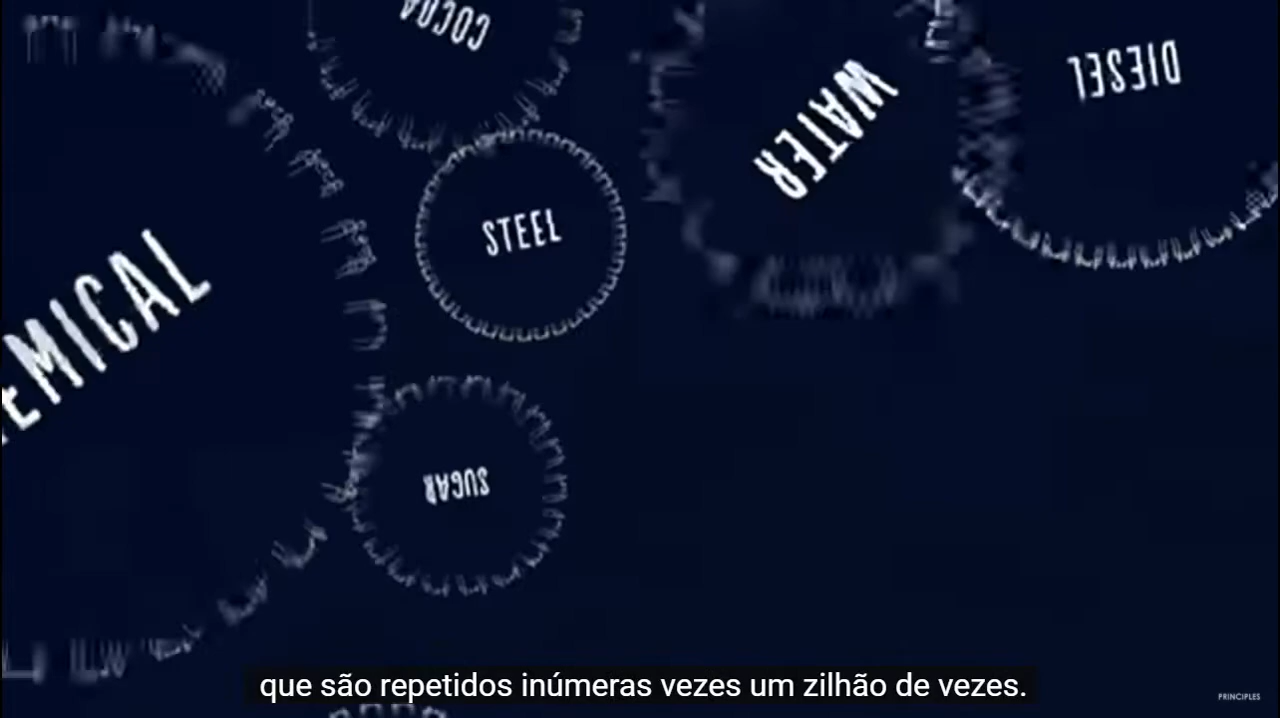 COCOA
WATER
DIESEL
STEEL
EMICAL
SUGAR
que são repetidos inúmeras vezes um zilhão de vezes.
PRINCIPLES